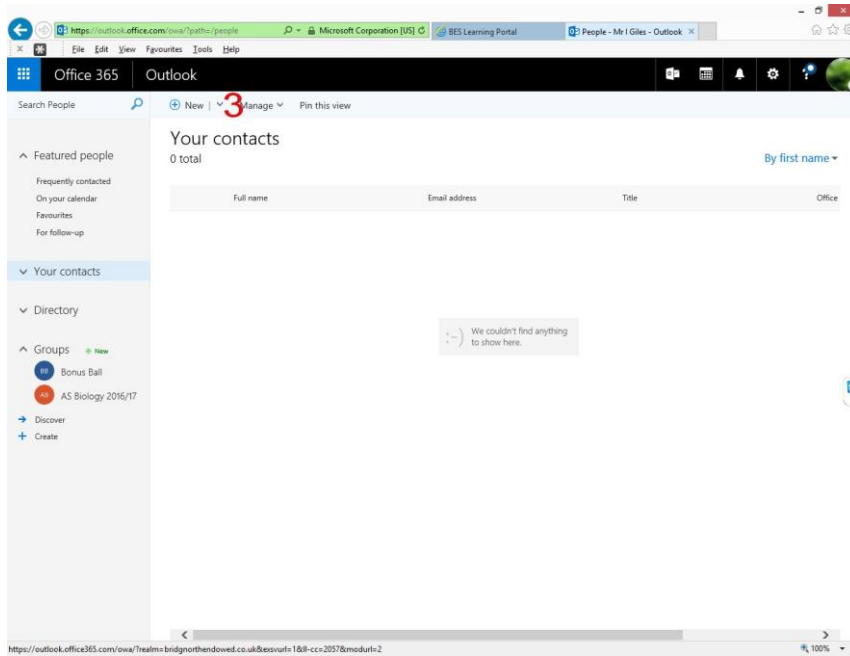 https://outlook.office.com/owa/?path=/people
Microsoft Corporation [US]
BES Learning Portal
People - Mr I Giles - Outlook
File Edit View Favourites Tools Help
Office 365 Outlook
Search People
New | 3 Manage Pin this view
Your contacts
0 total
By first name
Featured people
Frequently contacted
On your calendar
Favourites
For follow-up
Full name Email address Title Office
Your contacts
Directory
We couldn't find anything
to show here.
Groups New
BB Bonus Ball
AS AS Biology 2016/17
Discover
Create
https://outlook.office365.com/owa/?realm=bridgnorthendowed.co.uk&exsvurl=1&ll-cc=2057&modurl=2
100%